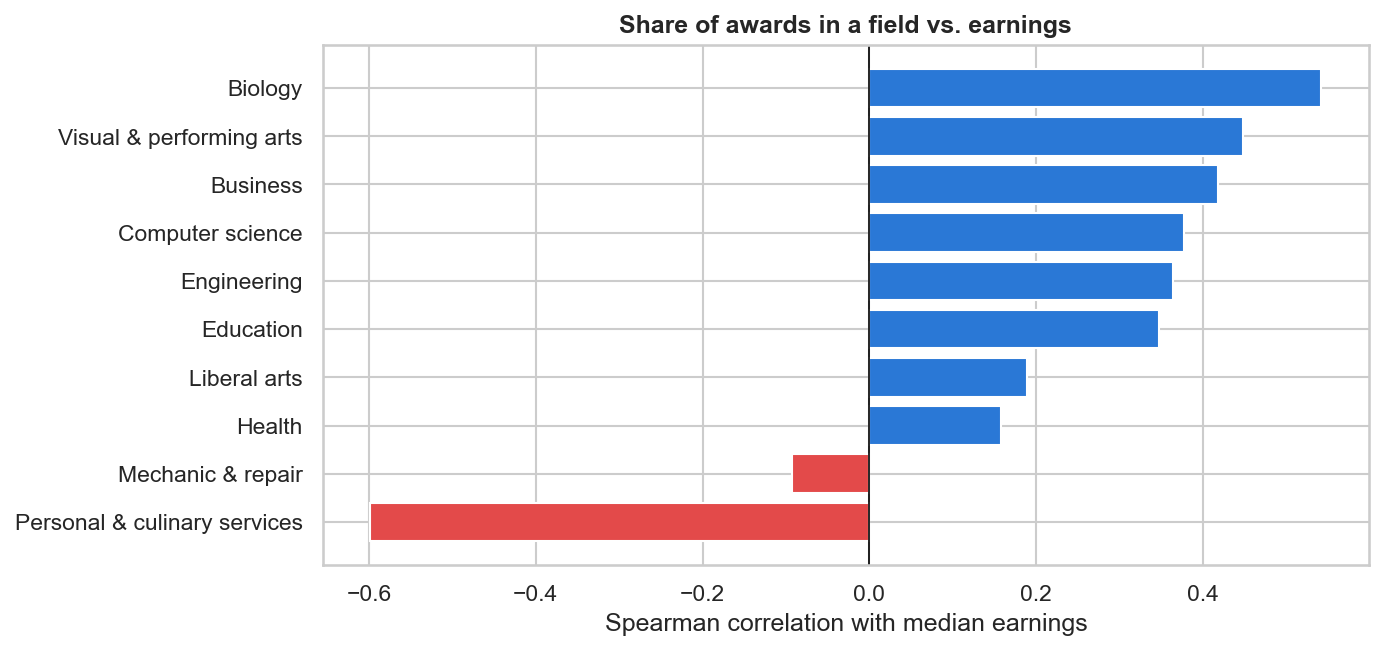 Share of awards in a field vs. earnings
Biology
Visual & performing arts
Business
Computer science
Engineering
Education
Liberal arts
Health
Mechanic & repair
Personal & culinary services
−0.6 −0.4 −0.2 0.0 0.2 0.4
Spearman correlation with median earnings